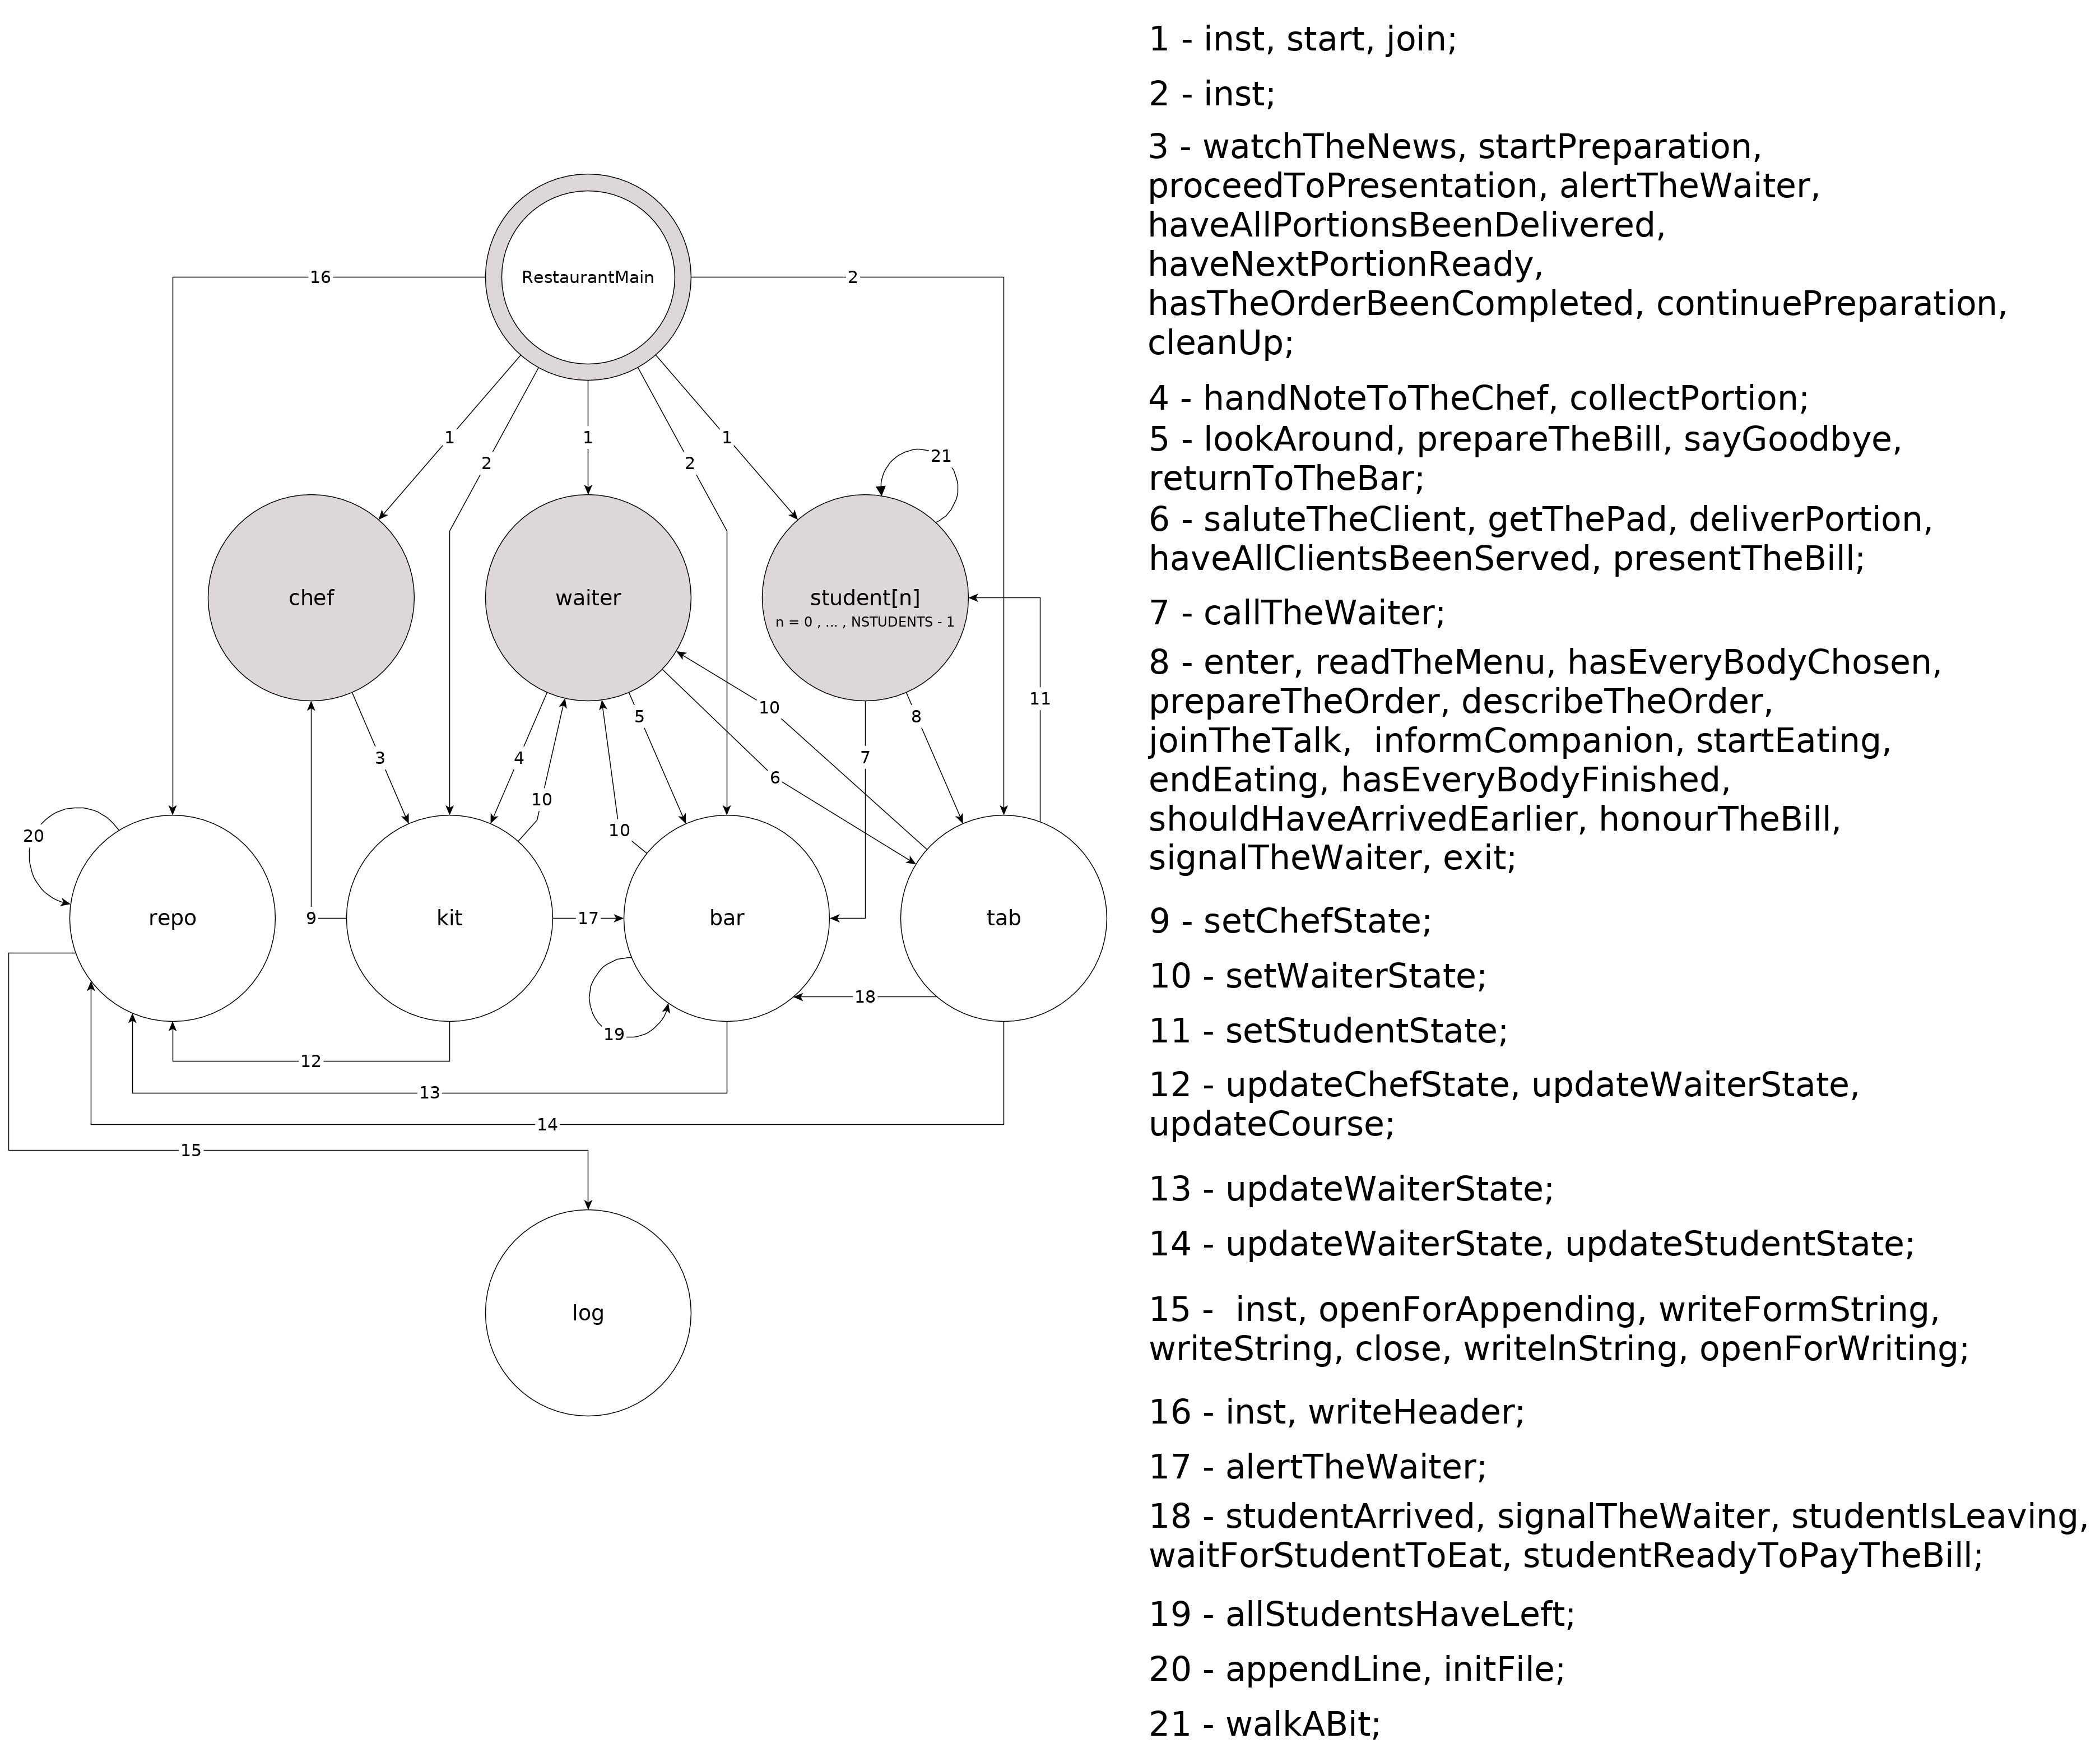 RestaurantMain
16
2
1
2
1
2
1
21
chef
waiter
student[n]
n = 0 , ... , NSTUDENTS - 1
11
10
5
8
3
4
7
6
10
10
20
repo
9
kit
17
bar
tab
18
19
12
13
14
15
log
1 - inst, start, join;
2 - inst;
3 - watchTheNews, startPreparation,
proceedToPresentation, alertTheWaiter,
haveAllPortionsBeenDelivered,
haveNextPortionReady,
hasTheOrderBeenCompleted, continuePreparation,
cleanUp;
4 - handNoteToTheChef, collectPortion;
5 - lookAround, prepareTheBill, sayGoodbye,
returnToTheBar;
6 - saluteTheClient, getThePad, deliverPortion,
haveAllClientsBeenServed, presentTheBill;
7 - callTheWaiter;
8 - enter, readTheMenu, hasEveryBodyChosen,
prepareTheOrder, describeTheOrder,
joinTheTalk,  informCompanion, startEating,
endEating, hasEveryBodyFinished,
shouldHaveArrivedEarlier, honourTheBill,
signalTheWaiter, exit;
9 - setChefState;
10 - setWaiterState;
11 - setStudentState;
12 - updateChefState, updateWaiterState,
updateCourse;
13 - updateWaiterState;
14 - updateWaiterState, updateStudentState;
15 -  inst, openForAppending, writeFormString,
writeString, close, writelnString, openForWriting;
16 - inst, writeHeader;
17 - alertTheWaiter;
18 - studentArrived, signalTheWaiter, studentIsLeaving,
waitForStudentToEat, studentReadyToPayTheBill;
19 - allStudentsHaveLeft;
20 - appendLine, initFile;
21 - walkABit;